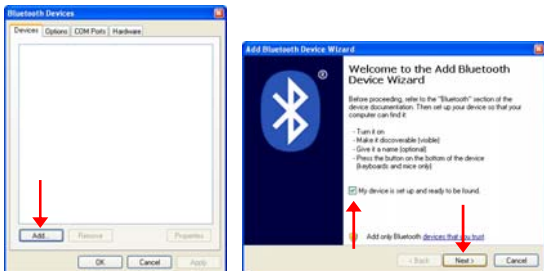 Bluetooth Devices
Devices Options COM Ports Hardware
Add... Remove Properties
OK Cancel Apply
Add Bluetooth Device Wizard
Welcome to the Add Bluetooth
Device Wizard
Before proceeding, refer to the "Bluetooth" section of the
device documentation. Then set up your device so that your
computer can find it:
- Turn it on
- Make it discoverable (visible)
- Give it a name (optional)
- Press the button on the bottom of the device
(keyboards and mice only)
My device is set up and ready to be found.
Add only Bluetooth devices that you trust
< Back Next > Cancel